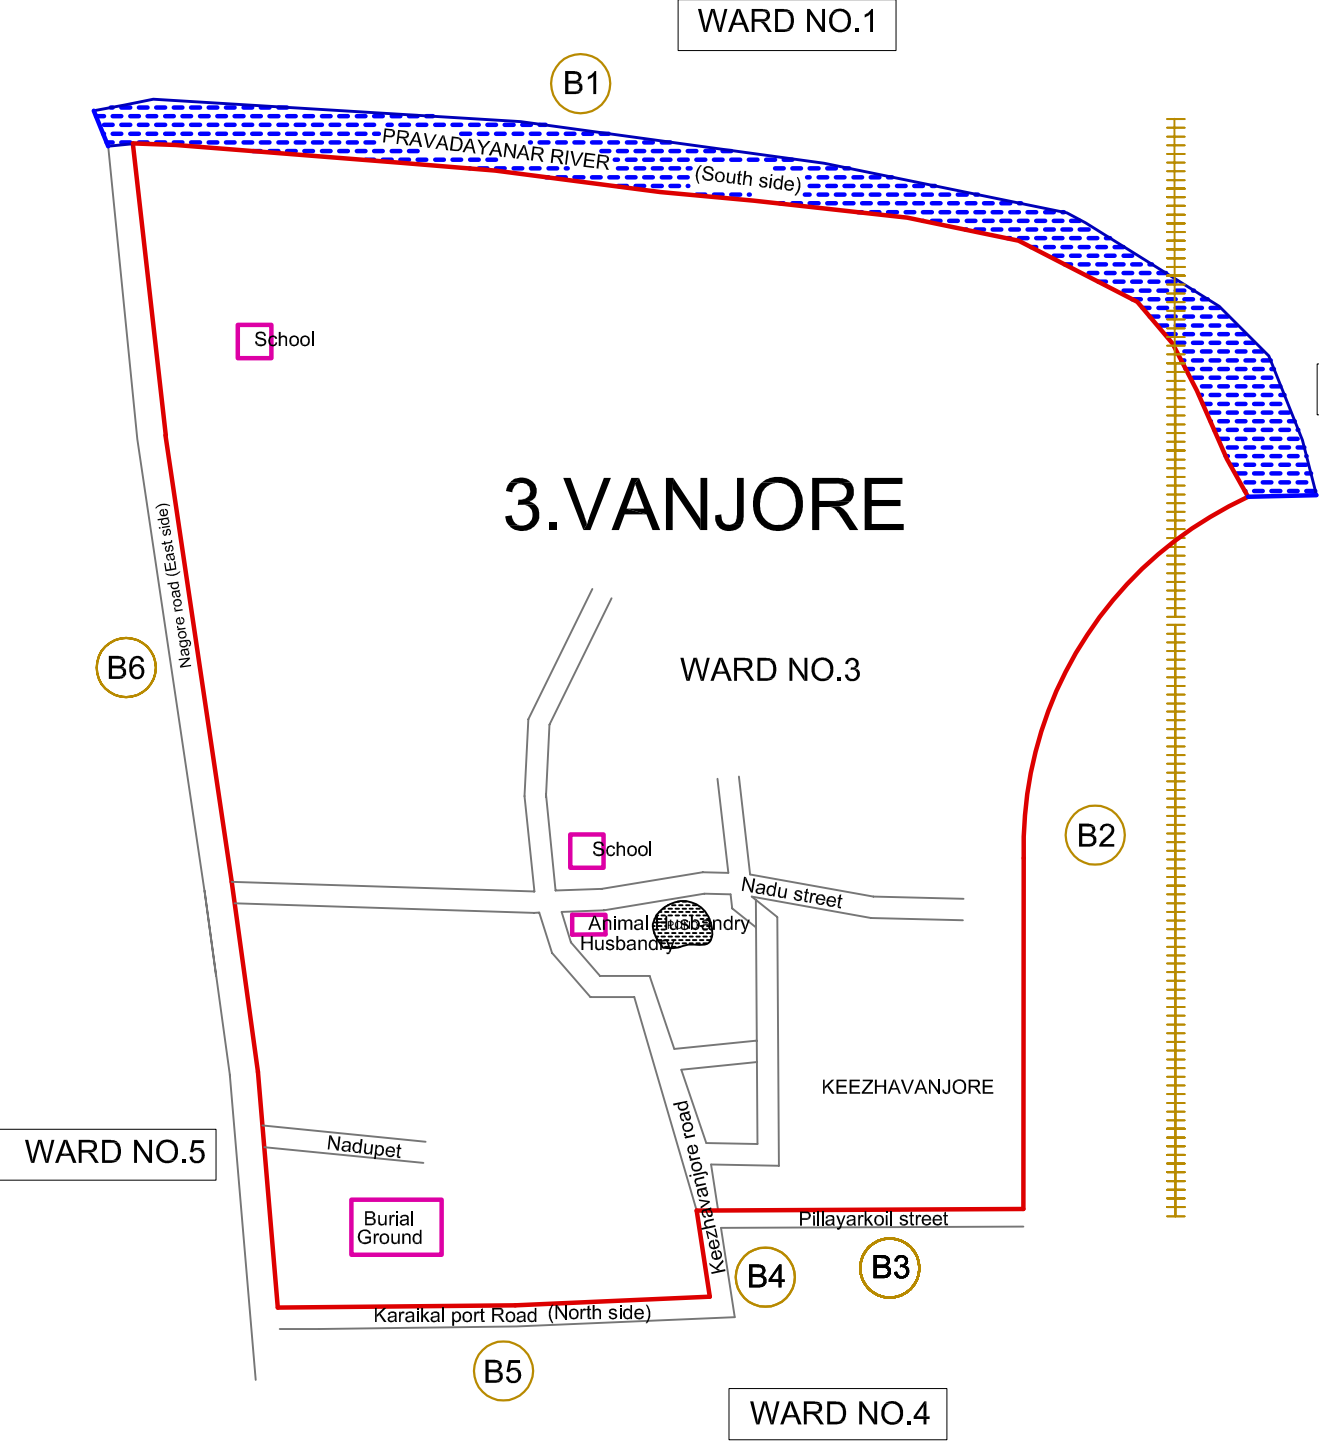 WARD NO.1
B1
PRAVADAYANAR RIVER
(South side)
School
3.VANJORE
Nagore road (East side)
B6
WARD NO.3
B2
School
Nadu street
Animal Husbandry
Husbandry
KEEZHAVANJORE
Keezhavanjore road
Nadupet
WARD NO.5
Burial
Ground
Pillayarkoil street
B4
B3
Karaikal port Road (North side)
B5
WARD NO.4